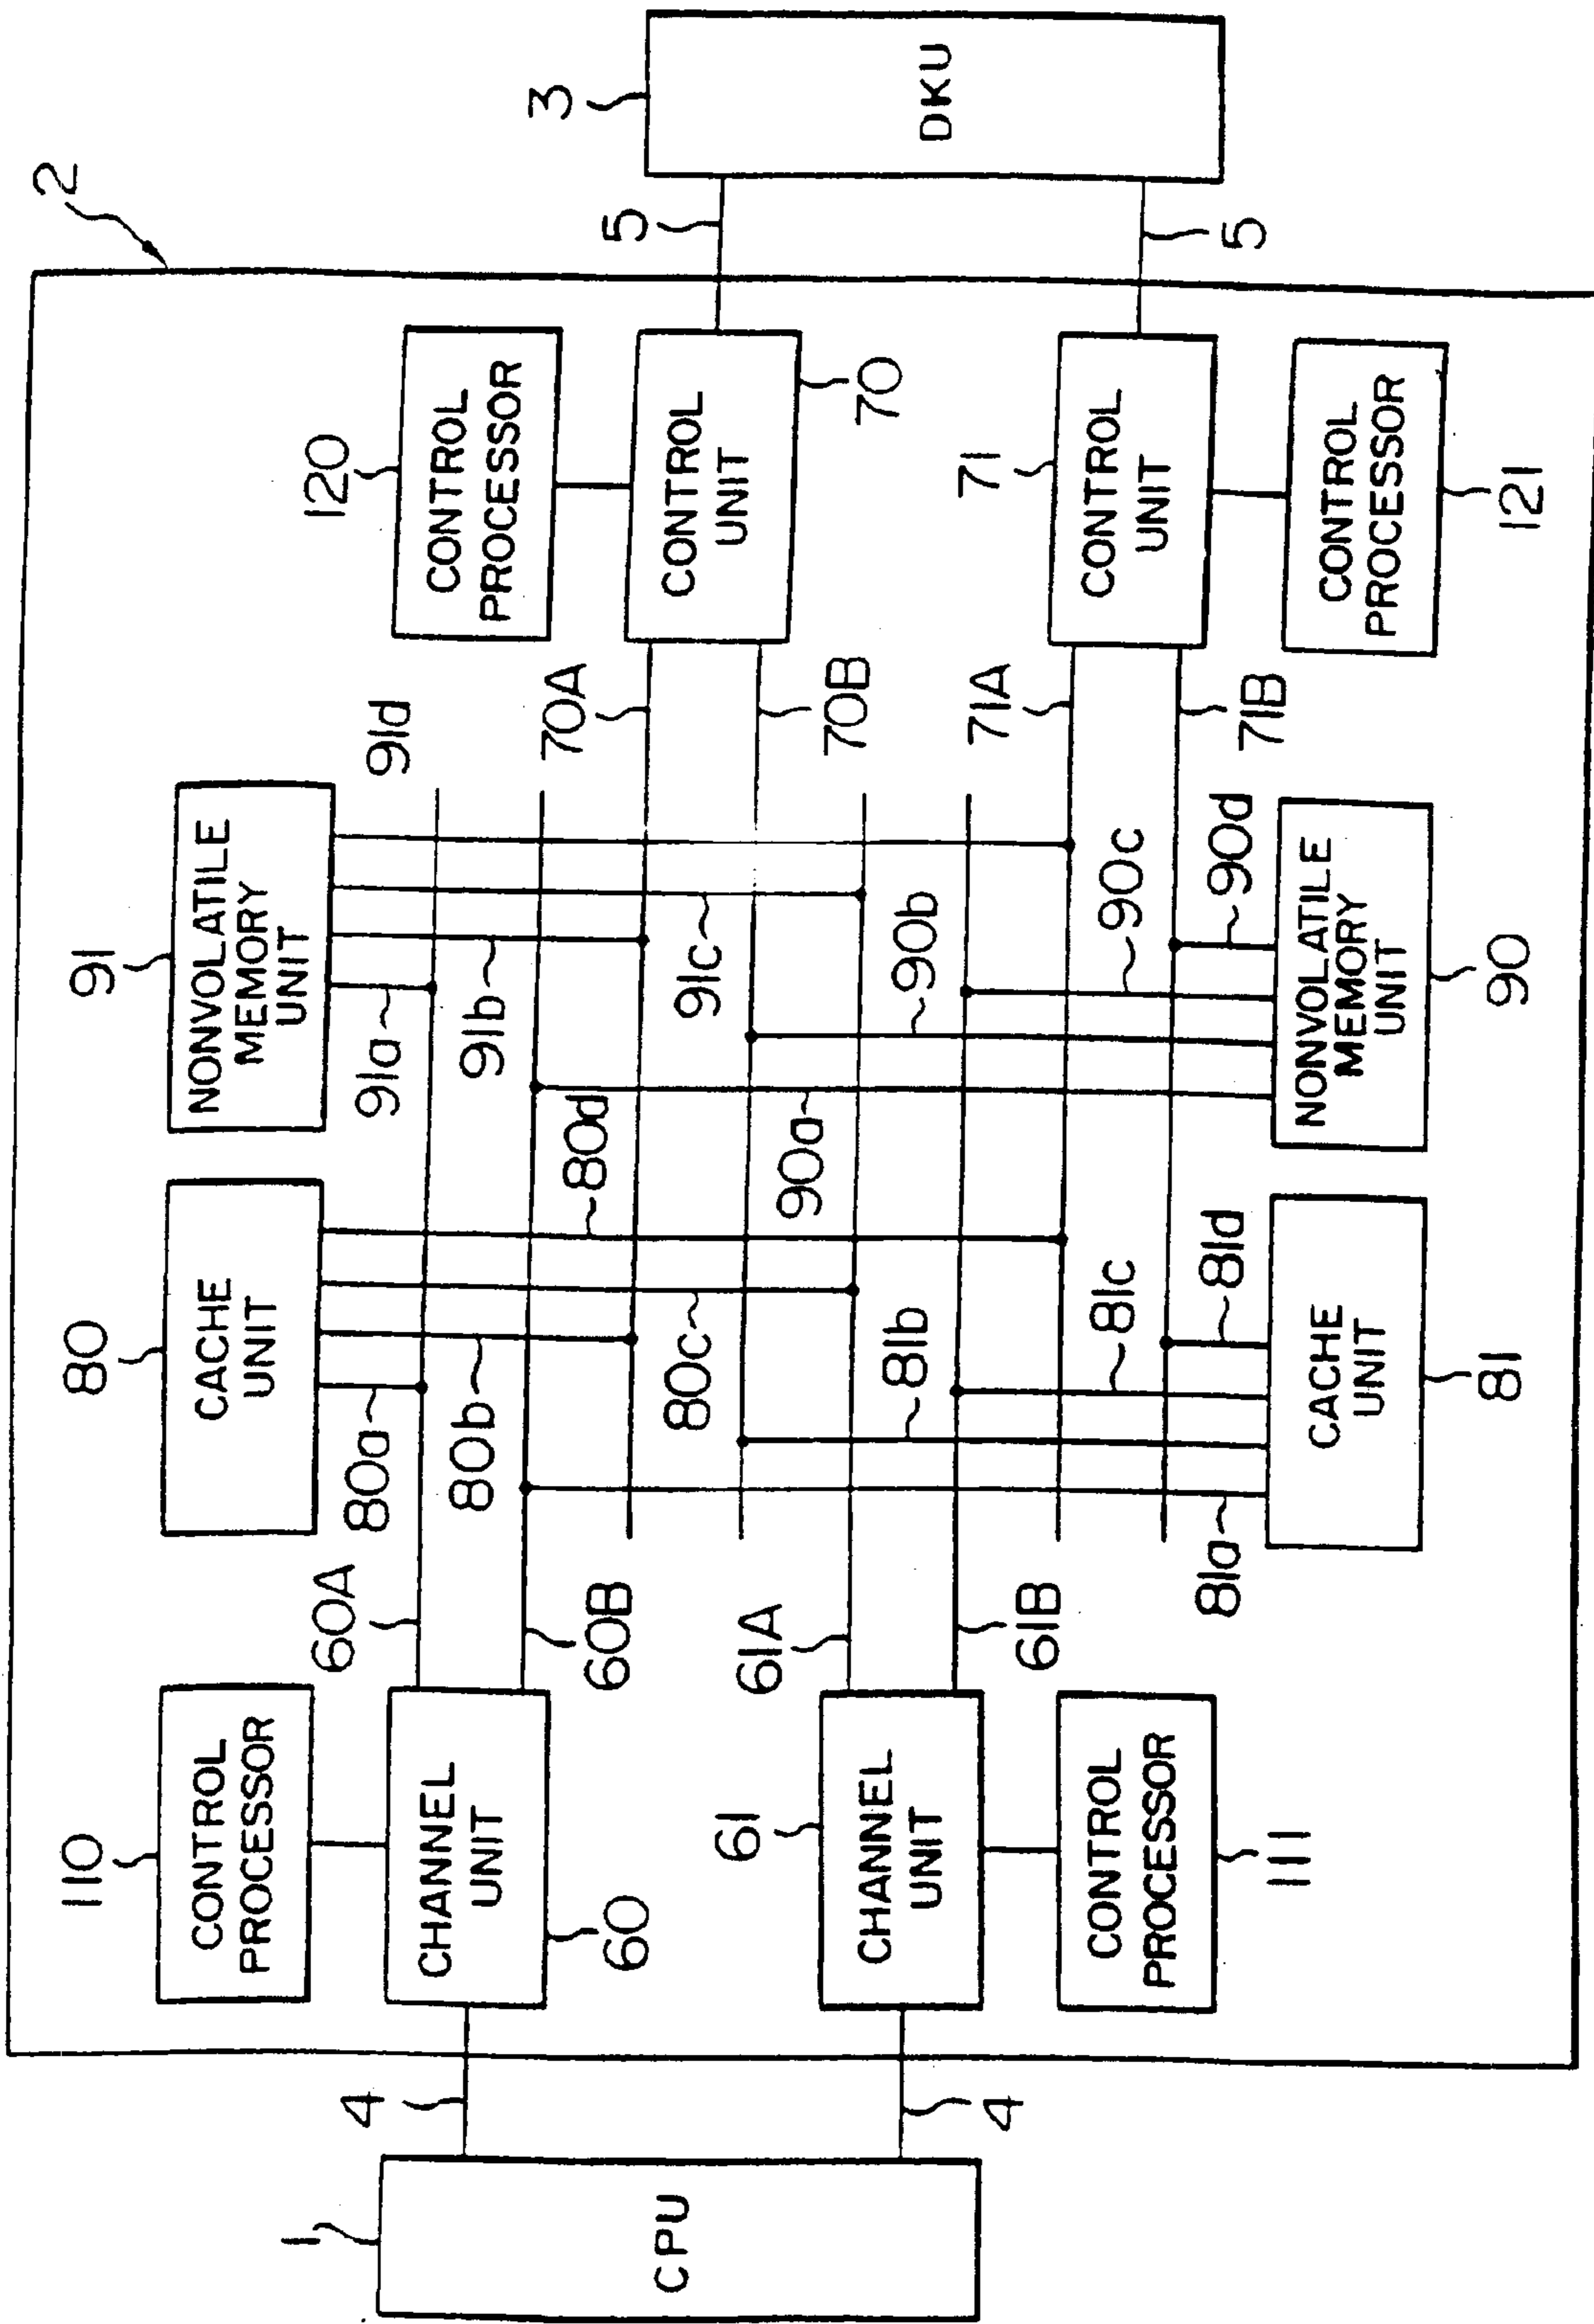 2
110
CONTROL
PROCESSOR
80
CACHE
UNIT
91
NONVOLATILE
MEMORY
UNIT
120
CONTROL
PROCESSOR
3
DKU
1
CPU
4
4
5
5
CHANNEL
UNIT
60
60A
60B
80a
80b
80c
80d
91a
91b
91c
91d
70A
70B
CONTROL
UNIT
70
61
CHANNEL
UNIT
61A
61B
81a
81b
81c
81d
90a
90b
90c
90d
71A
71B
71
CONTROL
UNIT
CONTROL
PROCESSOR
111
CACHE
UNIT
81
NONVOLATILE
MEMORY
UNIT
90
CONTROL
PROCESSOR
121